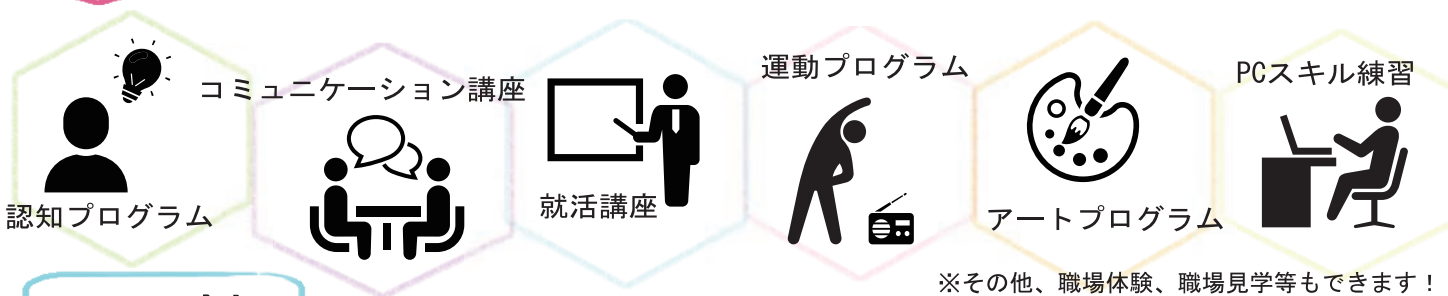 コミュニケーション講座
運動プログラム
PCスキル練習
認知プログラム
就活講座
アートプログラム
※その他、職場体験、職場見学等もできます！